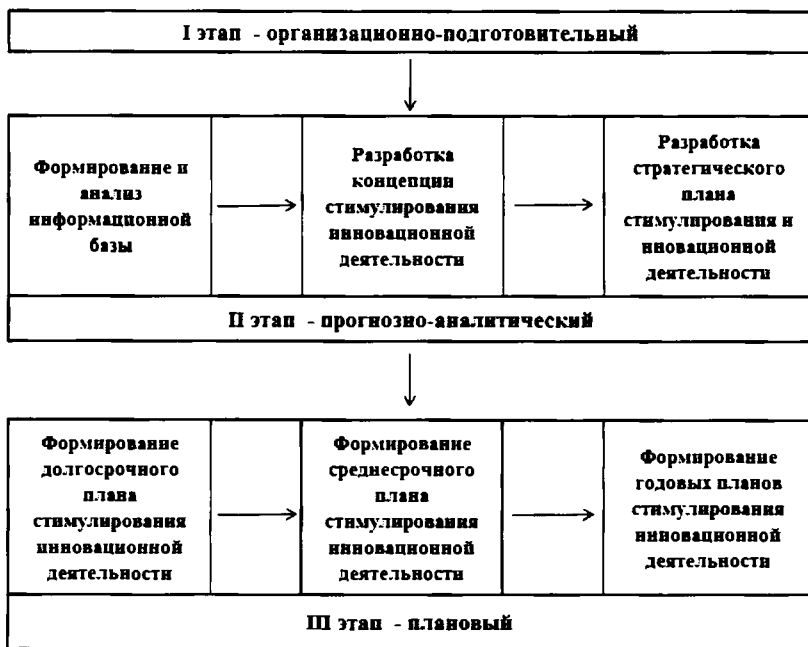 I этап - организационно-подготовительный
Формирование и
анализ
информационной
базы
Разработка
концепции
стимулирования
инновационной
деятельности
Разработка
стратегического
плана
стимулирования и
нновационной
деятельности
II этап - прогнозно-аналитический
Формирование
долгосрочного
плана
стимулирования
инновационной
деятельности
Формирование
среднесрочного
плана
стимулирования
инновационной
деятельности
Формирование
годовых планов
стимулирования
инновационной
деятельности
III этап - плановый